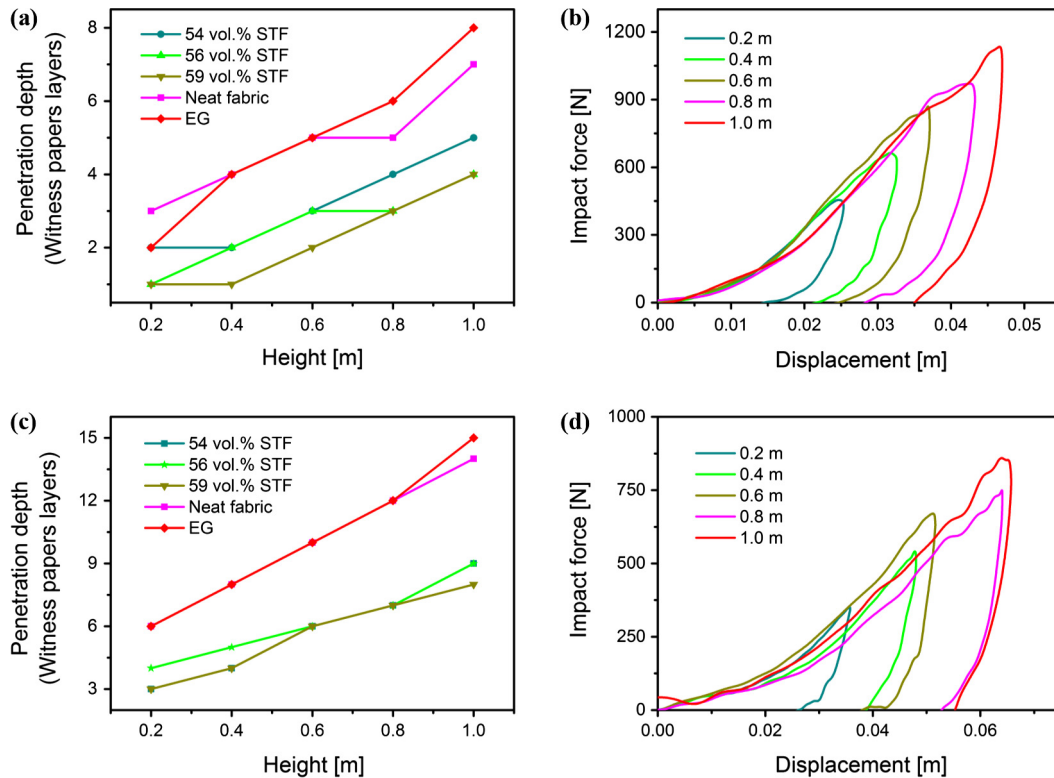 (a)
Penetration depth
(Witness papers layers)
8
6
4
2
54 vol.% STF
56 vol.% STF
59 vol.% STF
Neat fabric
EG
0.2 0.4 0.6 0.8 1.0
Height [m]
(b)
Impact force [N]
1200
900
600
300
0
0.2 m
0.4 m
0.6 m
0.8 m
1.0 m
0.00 0.01 0.02 0.03 0.04 0.05
Displacement [m]
(c)
Penetration depth
(Witness papers layers)
15
12
9
6
3
54 vol.% STF
56 vol.% STF
59 vol.% STF
Neat fabric
EG
0.2 0.4 0.6 0.8 1.0
Height [m]
(d)
Impact force [N]
1000
750
500
250
0
0.2 m
0.4 m
0.6 m
0.8 m
1.0 m
0.00 0.02 0.04 0.06
Displacement [m]